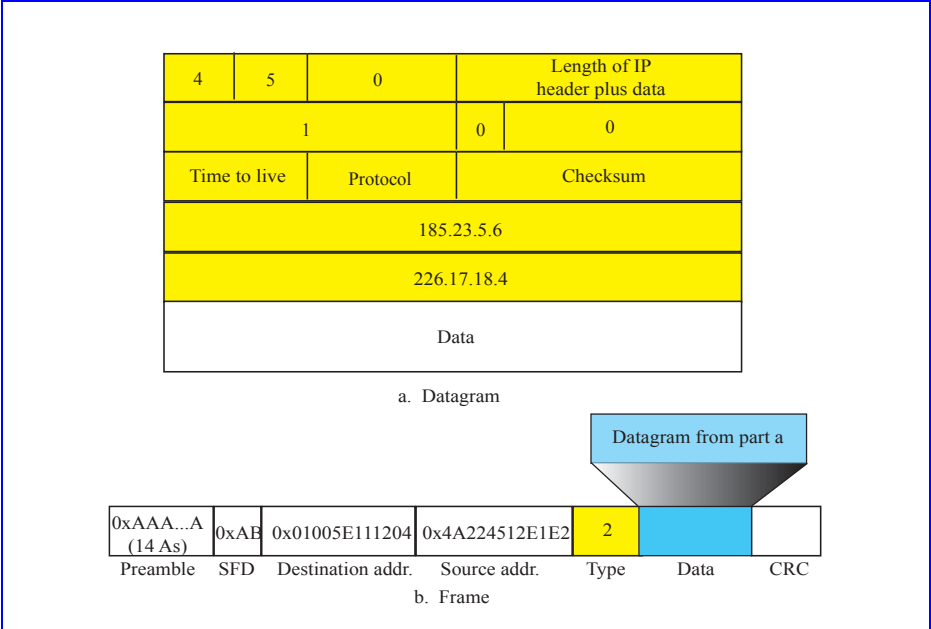 4 5 0 Length of IP
header plus data
1 0 0
Time to live Protocol Checksum
185.23.5.6
226.17.18.4
Data
a. Datagram
Datagram from part a
0xAAA...A
(14 As) 0xAB 0x01005E111204 0x4A224512E1E2 2
Preamble SFD Destination addr. Source addr. Type Data CRC
b. Frame